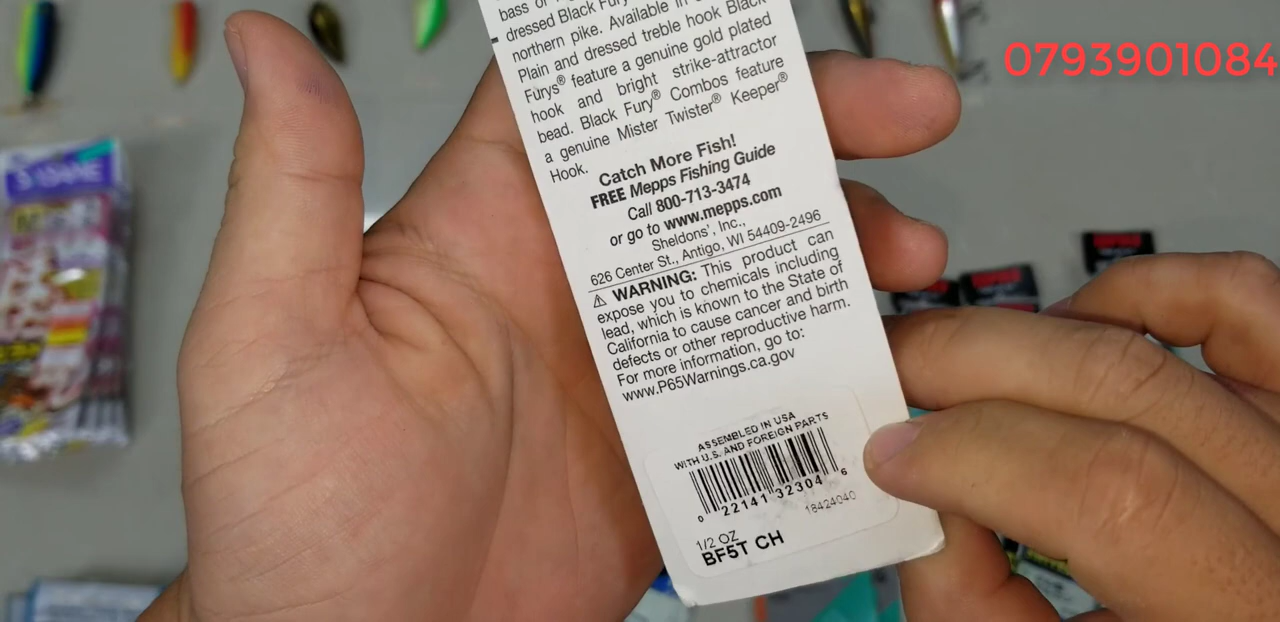 0793901084
bass or
dressed Black Fury
northern pike. Available in
Plain and dressed treble hook Black
Furys® feature a genuine gold plated
hook and bright strike-attractor
bead. Black Fury® Combos feature
a genuine Mister Twister® Keeper®
Hook.
Catch More Fish!
FREE Mepps Fishing Guide
Call 800-713-3474
or go to www.mepps.com
Sheldons', Inc.,
626 Center St., Antigo, WI 54409-2496
⚠ WARNING: This product can
expose you to chemicals including
lead, which is known to the State of
California to cause cancer and birth
defects or other reproductive harm.
For more information, go to:
www.P65Warnings.ca.gov
ASSEMBLED IN USA
WITH U.S. AND FOREIGN PARTS
0 22141 32304 6
18424040
1/2 OZ
BF5T CH